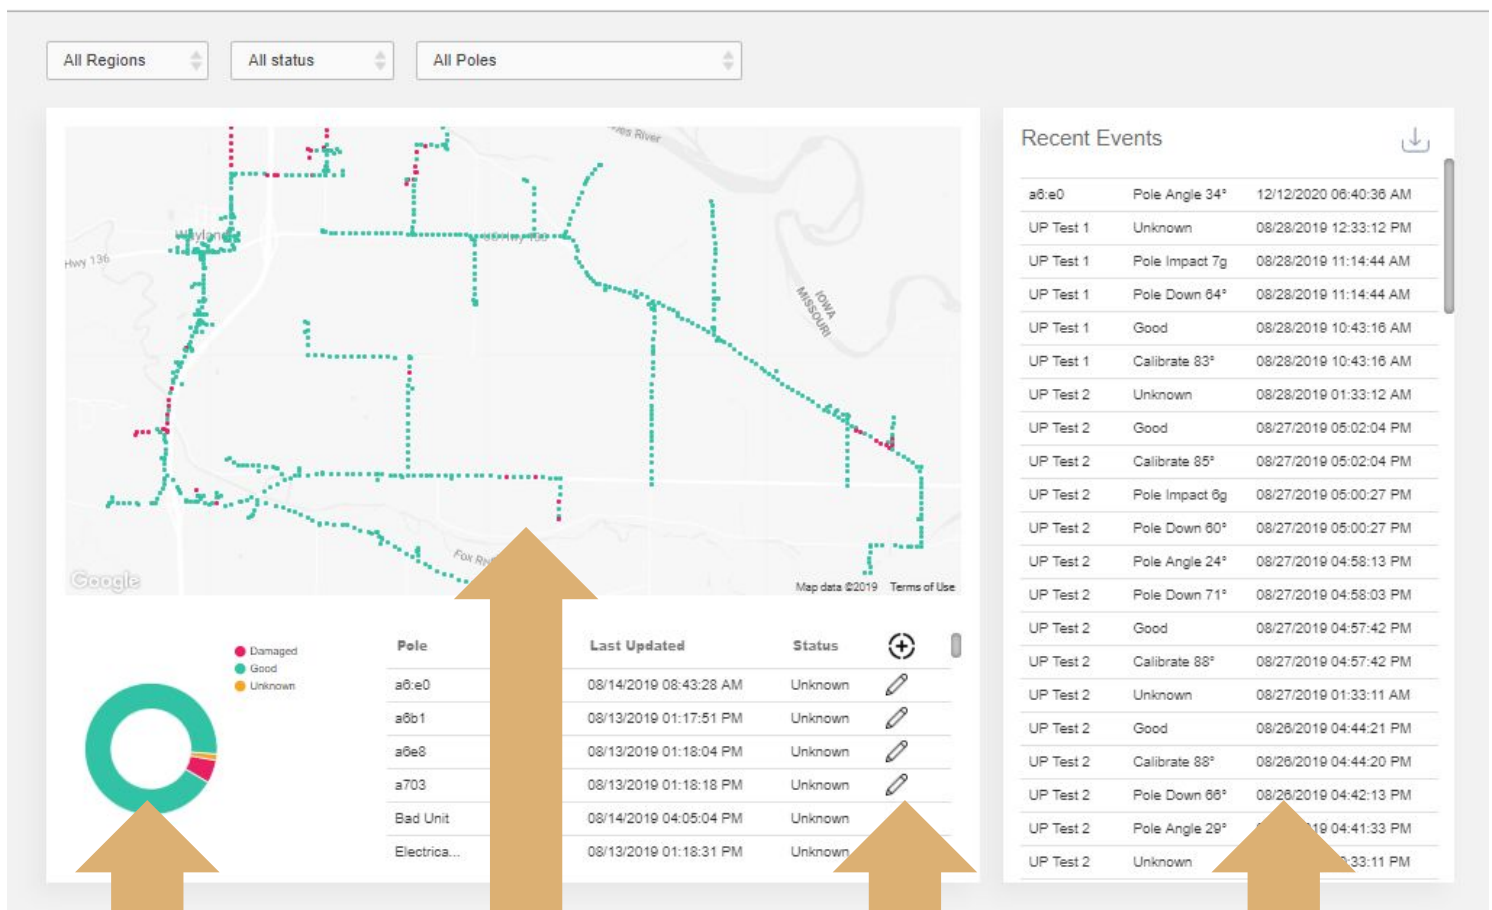 All Regions All status All Poles
Recent Events
a6:e0 Pole Angle 34° 12/12/2020 06:40:36 AM
UP Test 1 Unknown 08/28/2019 12:33:12 PM
UP Test 1 Pole Impact 7g 08/28/2019 11:14:44 AM
UP Test 1 Pole Down 64° 08/28/2019 11:14:44 AM
UP Test 1 Good 08/28/2019 10:43:16 AM
UP Test 1 Calibrate 83° 08/28/2019 10:43:16 AM
UP Test 2 Unknown 08/28/2019 01:33:12 AM
UP Test 2 Good 08/27/2019 05:02:04 PM
UP Test 2 Calibrate 85° 08/27/2019 05:02:04 PM
UP Test 2 Pole Impact 6g 08/27/2019 05:00:27 PM
UP Test 2 Pole Down 60° 08/27/2019 05:00:27 PM
UP Test 2 Pole Angle 24° 08/27/2019 04:58:13 PM
UP Test 2 Pole Down 71° 08/27/2019 04:58:03 PM
UP Test 2 Good 08/27/2019 04:57:42 PM
UP Test 2 Calibrate 88° 08/27/2019 04:57:42 PM
UP Test 2 Unknown 08/27/2019 01:33:11 AM
UP Test 2 Good 08/26/2019 04:44:21 PM
UP Test 2 Calibrate 88° 08/26/2019 04:44:20 PM
UP Test 2 Pole Down 66° 08/26/2019 04:42:13 PM
UP Test 2 Pole Angle 29° 04:41:33 PM
UP Test 2 Unknown PM
River
Wayland
US Hwy
Hwy 136
IOWA
MISSOURI
Fox
Google
Map data ©2019 Terms of Use
Damaged
Good
Unknown
Pole Last Updated Status
a6:e0 08/14/2019 08:43:28 AM Unknown
a6b1 08/13/2019 01:17:51 PM Unknown
a6e8 08/13/2019 01:18:04 PM Unknown
a703 08/13/2019 01:18:18 PM Unknown
Bad Unit 08/14/2019 04:05:04 PM Unknown
Electrica... 08/13/2019 01:18:31 PM Unknown